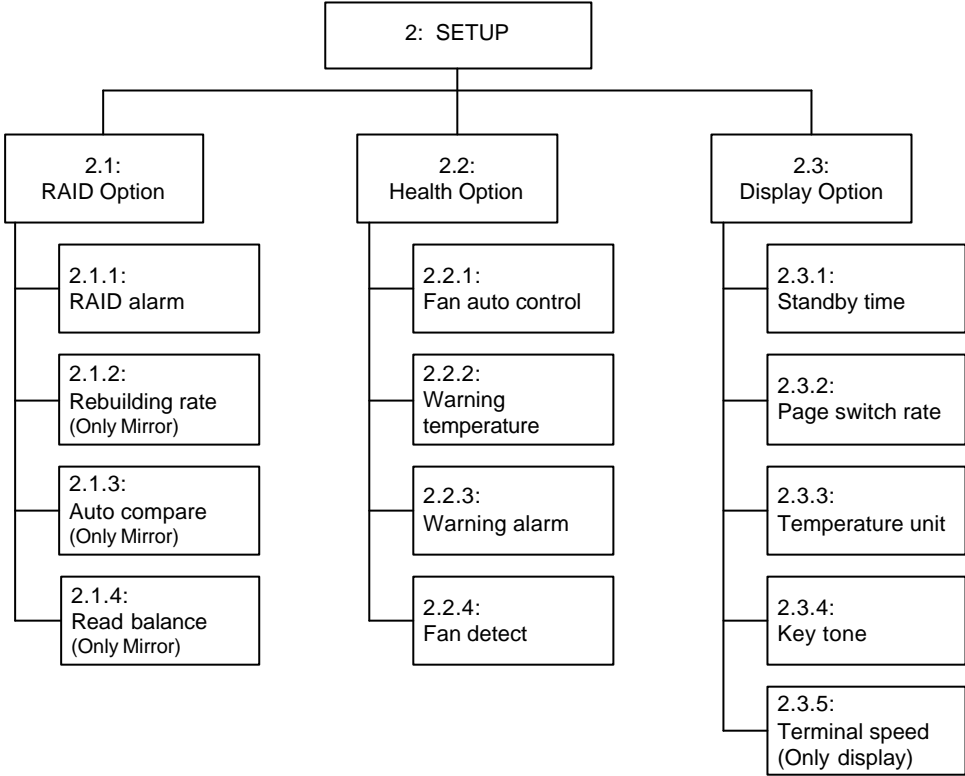 2: SETUP
2.1:
RAID Option
2.1.1:
RAID alarm
2.1.2:
Rebuilding rate
(Only Mirror)
2.1.3:
Auto compare
(Only Mirror)
2.1.4:
Read balance
(Only Mirror)
2.2:
Health Option
2.2.1:
Fan auto control
2.2.2:
Warning
temperature
2.2.3:
Warning alarm
2.2.4:
Fan detect
2.3:
Display Option
2.3.1:
Standby time
2.3.2:
Page switch rate
2.3.3:
Temperature unit
2.3.4:
Key tone
2.3.5:
Terminal speed
(Only display)